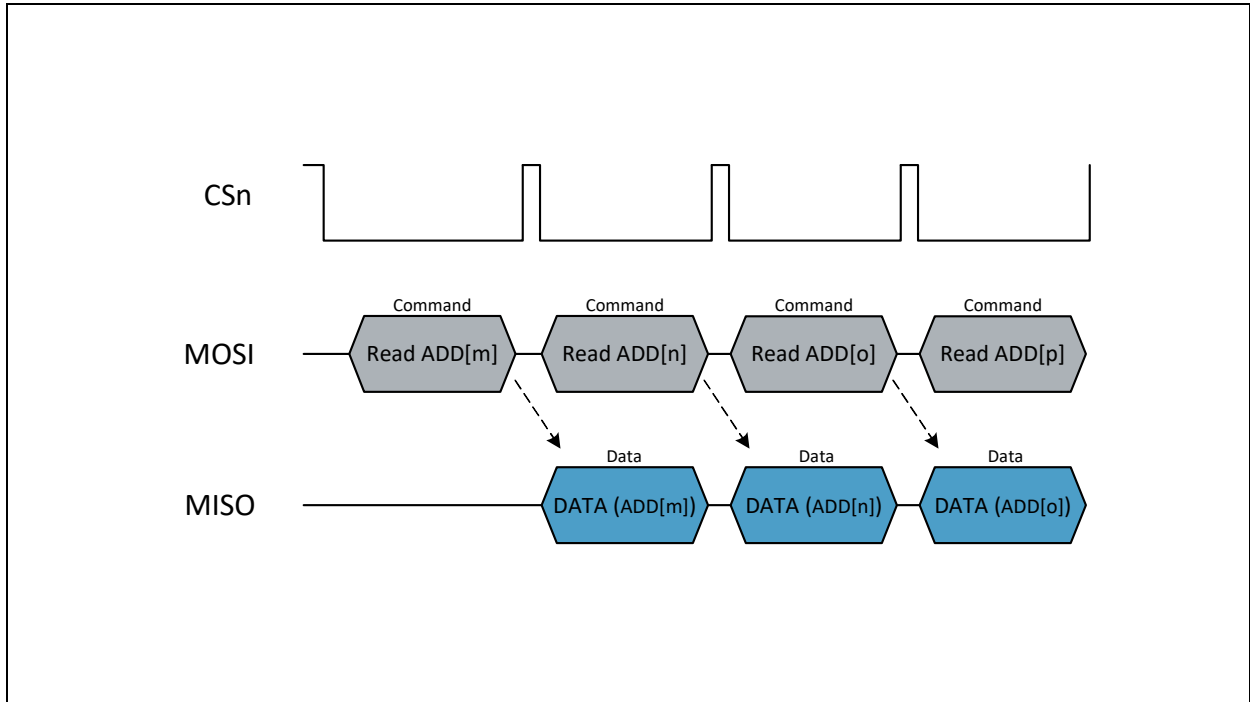 CSn
Command Command Command Command
MOSI Read ADD[m] Read ADD[n] Read ADD[o] Read ADD[p]
Data Data Data
MISO DATA (ADD[m]) DATA (ADD[n]) DATA (ADD[o])